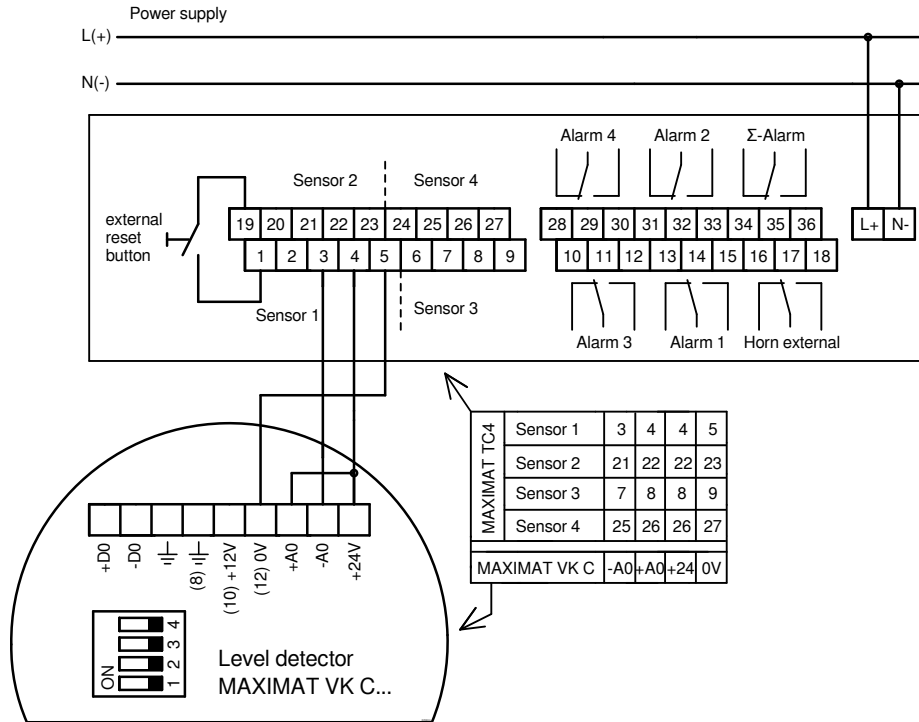 Power supply
L(+)
N(-)
Alarm 4 Alarm 2 Σ-Alarm
Sensor 2 Sensor 4
external
reset
button
19 20 21 22 23 24 25 26 27
28 29 30 31 32 33 34 35 36
L+ N-
1 2 3 4 5 6 7 8 9
10 11 12 13 14 15 16 17 18
Sensor 1 Sensor 3
Alarm 3 Alarm 1 Horn external
MAXIMAT TC4
Sensor 1 3 4 4 5
Sensor 2 21 22 22 23
Sensor 3 7 8 8 9
Sensor 4 25 26 26 27
MAXIMAT VK C -A0 +A0 +24 0V
+D0
-D0
(8)
(10) +12V
(12) 0V
+A0
-A0
+24V
ON
4
3
2
1
Level detector
MAXIMAT VK C...